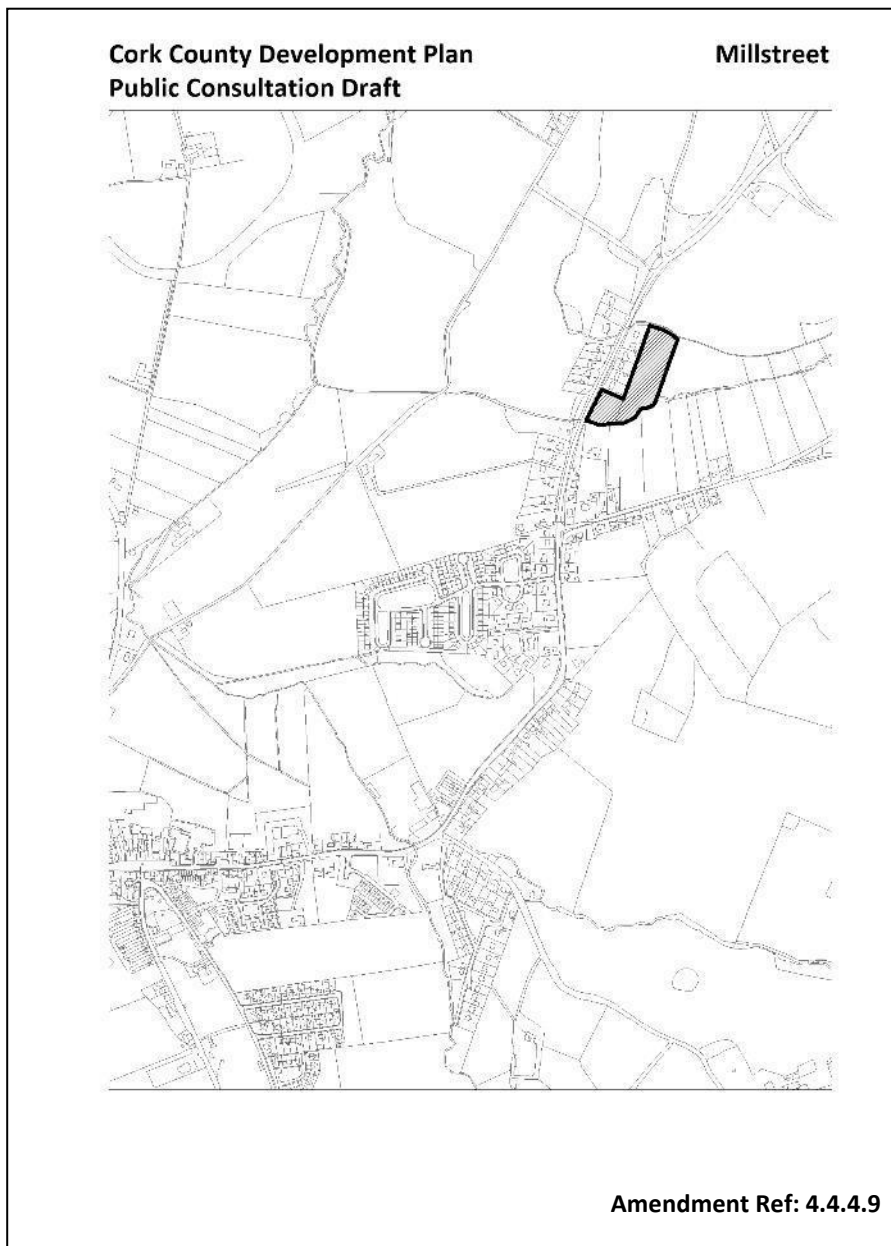 Cork County Development Plan Millstreet
Public Consultation Draft
Amendment Ref: 4.4.4.9